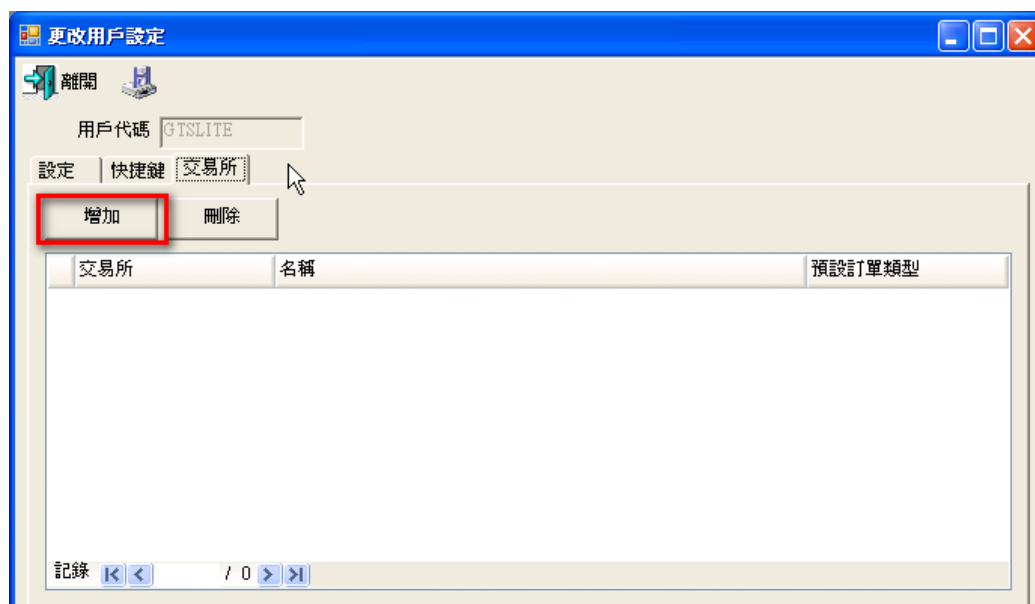 更改用戶設定
離開
用戶代碼 GTSLITE
設定 快捷鍵 交易所
增加 刪除
交易所 名稱 預設訂單類型
記錄 / 0